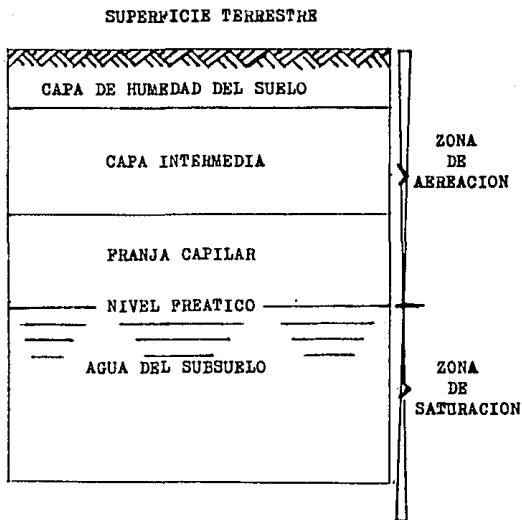 SUPERFICIE TERRESTRE
CAPA DE HUMEDAD DEL SUELO
CAPA INTERMEDIA
ZONA
DE
AEREACION
FRANJA CAPILAR
NIVEL FREATICO
AGUA DEL SUBSUELO
ZONA
DE
SATURACION